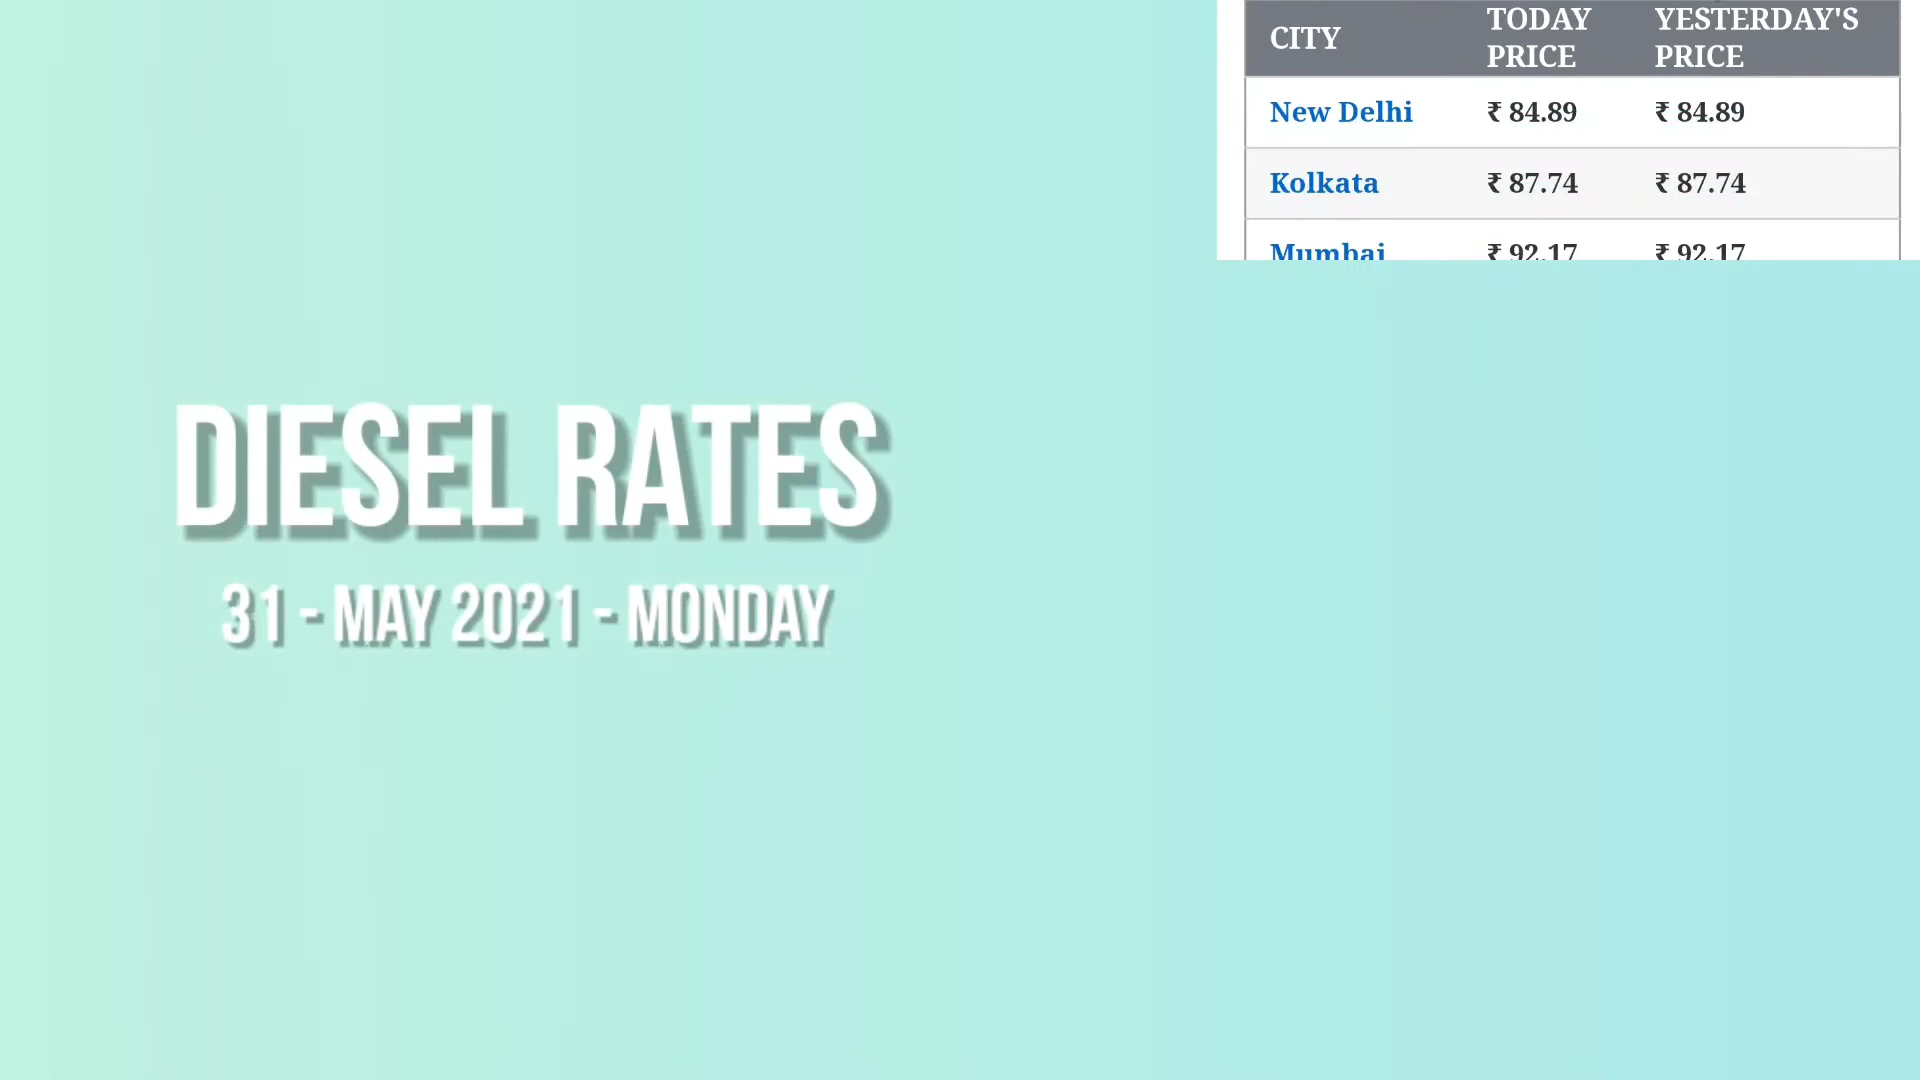 CITY TODAY PRICE YESTERDAY'S PRICE
New Delhi ₹ 84.89 ₹ 84.89
Kolkata ₹ 87.74 ₹ 87.74
Mumbai ₹ 92.17 ₹ 92.17
DIESEL RATES
31 - MAY 2021 - MONDAY